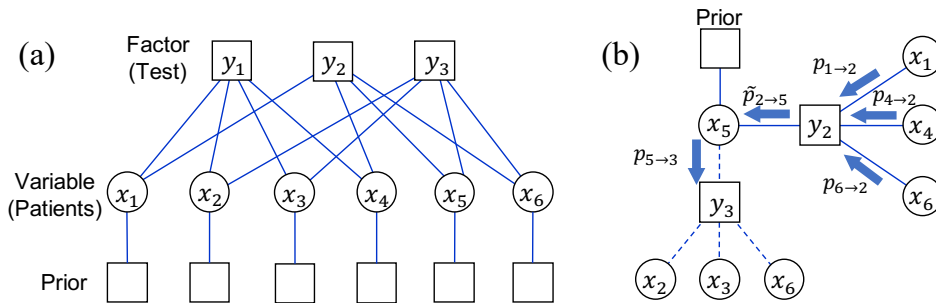 (a)
Factor
(Test)
y₁ y₂ y₃
Variable
(Patients)
x₁ x₂ x₃ x₄ x₅ x₆
Prior
(b)
Prior
x₁
p₁→₂
p̃₂→₅ p₄→₂
x₅ y₂ x₄
p₅→₃
p₆→₂
y₃ x₆
x₂ x₃ x₆